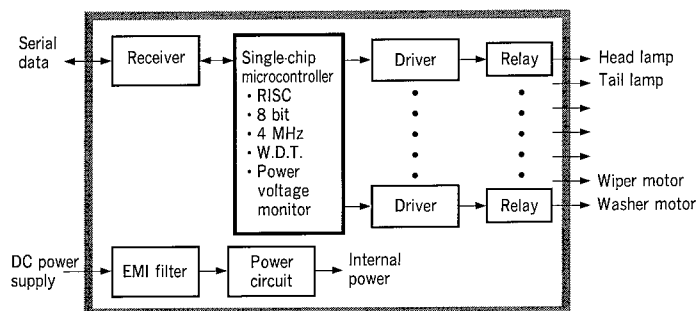 Serial
data
Receiver
Single-chip
microcontroller
• RISC
• 8 bit
• 4 MHz
• W.D.T.
• Power
voltage
monitor
Driver
Relay
Head lamp
Tail lamp
Driver
Relay
Wiper motor
Washer motor
DC power
supply
EMI filter
Power
circuit
Internal
power